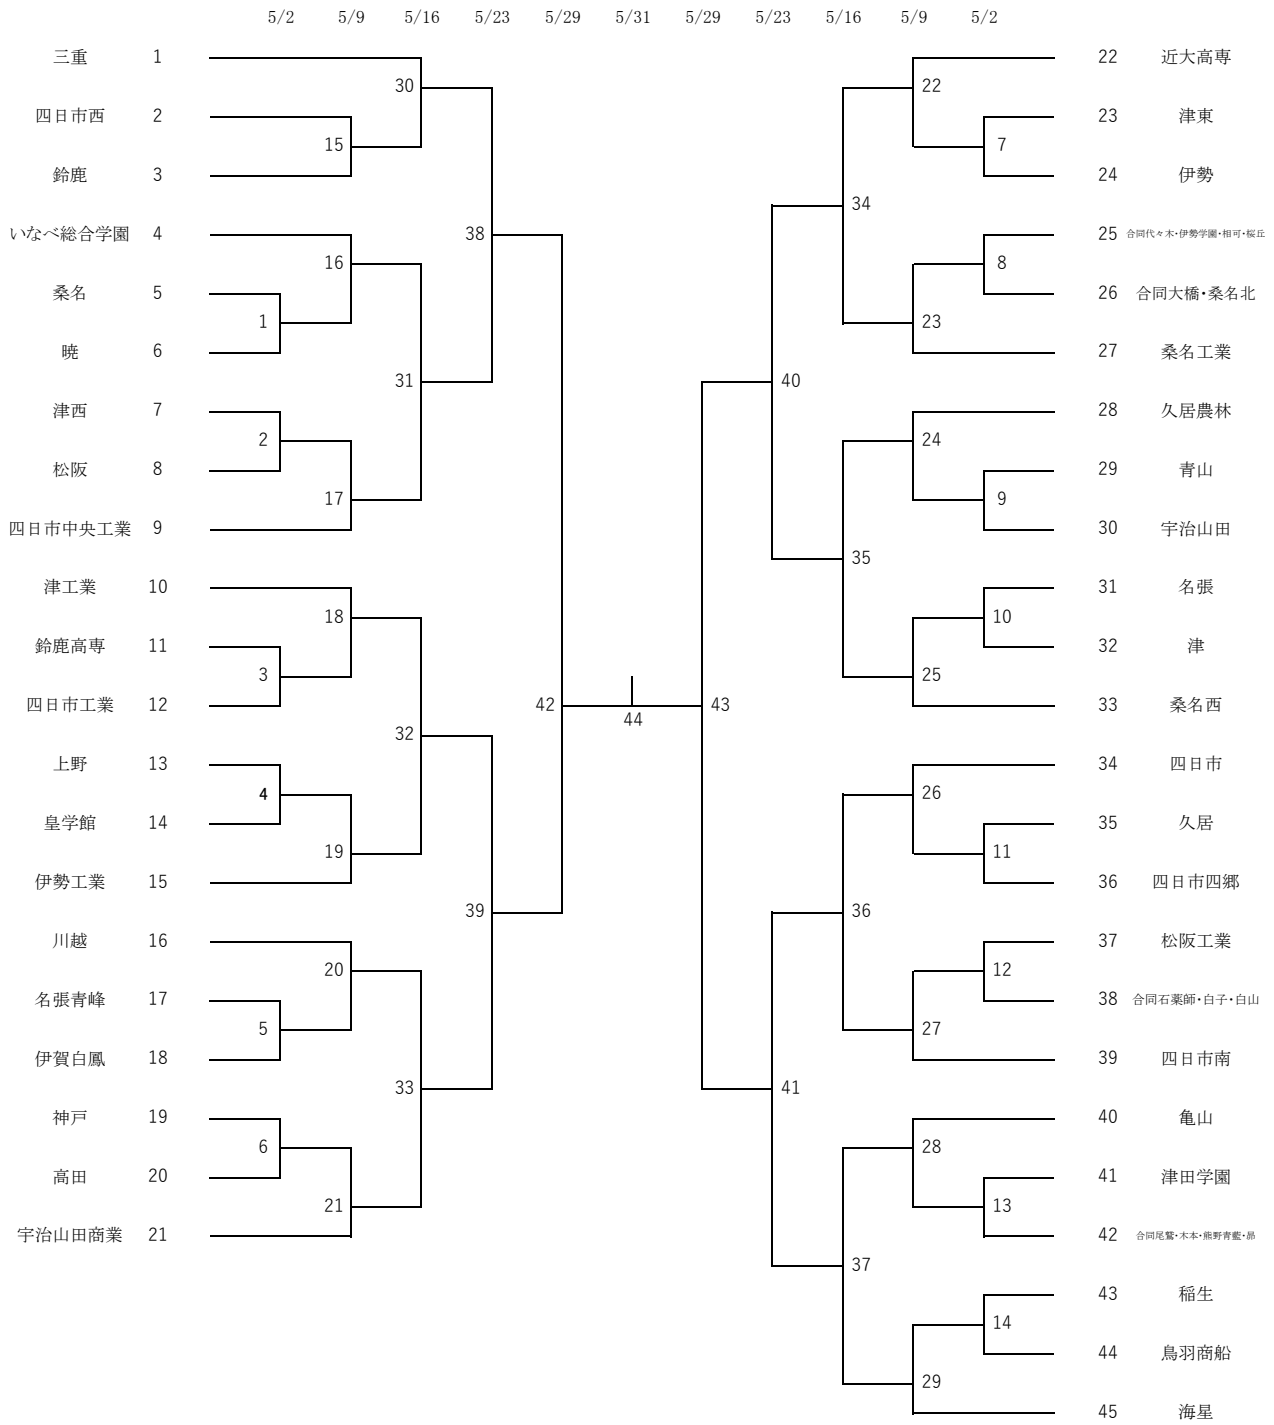 5/2 5/9 5/16 5/23 5/29 5/31 5/29 5/23 5/16 5/9 5/2
三重 1 22 近大高専
30 22
四日市西 2 23 津東
15 7
鈴鹿 3 24 伊勢
34
いなべ総合学園 4 38 25 合同代々木・伊勢学園・相可・桜丘
16 8
桑名 5 26 合同大橋・桑名北
1 23
暁 6 27 桑名工業
31 40
津西 7 28 久居農林
2 24
松阪 8 29 青山
17 9
四日市中央工業 9 30 宇治山田
35
津工業 10 31 名張
18 10
鈴鹿高専 11 32 津
3 25
四日市工業 12 42 43 33 桑名西
44
32
上野 13 34 四日市
4 26
皇学館 14 35 久居
19 11
伊勢工業 15 36 四日市四郷
39 36
川越 16 37 松阪工業
20 12
名張青峰 17 38 合同石薬師・白子・白山
5 27
伊賀白鳳 18 39 四日市南
33 41
神戸 19 40 亀山
6 28
高田 20 41 津田学園
21 13
宇治山田商業 21 42 合同尾鷲・木本・熊野青藍・昴
37
43 稲生
14
44 鳥羽商船
29
45 海星